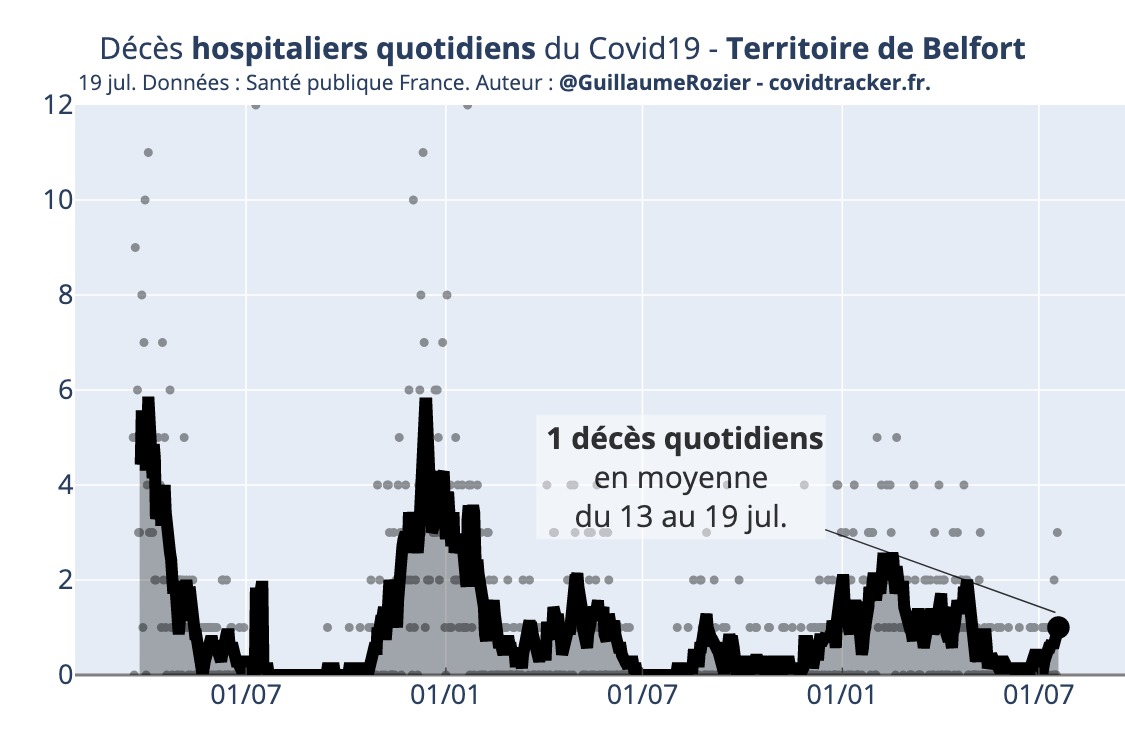 Décès hospitaliers quotidiens du Covid19 - Territoire de Belfort
19 jul. Données : Santé publique France. Auteur : @GuillaumeRozier - covidtracker.fr.
12
10
8
6
4
2
0
1 décès quotidiens
en moyenne
du 13 au 19 jul.
01/07 01/01 01/07 01/01 01/07